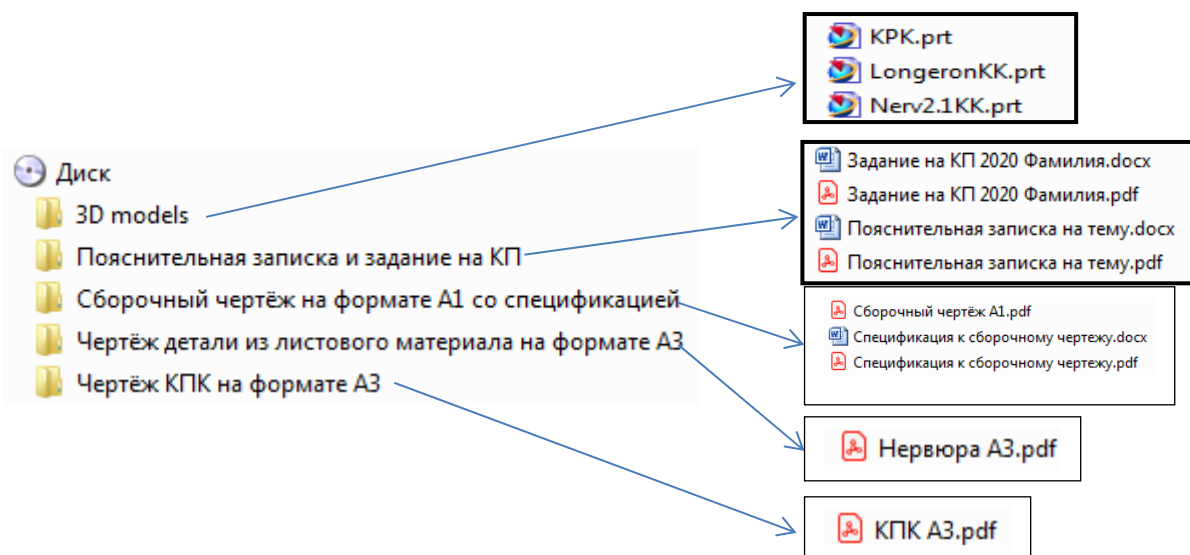 KPK.prt
LongeronKK.prt
Nerv2.1KK.prt
Диск
3D models
Пояснительная записка и задание на КП
Сборочный чертёж на формате А1 со спецификацией
Чертёж детали из листового материала на формате А3
Чертёж КПК на формате А3
Задание на КП 2020 Фамилия.docx
Задание на КП 2020 Фамилия.pdf
Пояснительная записка на тему.docx
Пояснительная записка на тему.pdf
Сборочный чертёж А1.pdf
Спецификация к сборочному чертежу.docx
Спецификация к сборочному чертежу.pdf
Нервюра А3.pdf
КПК А3.pdf